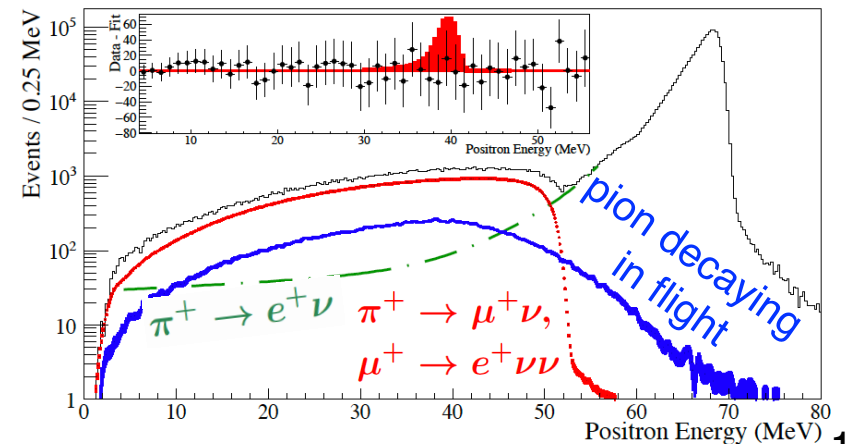 Events / 0.25 MeV
10⁵
10⁴
10³
10²
10
1
Data - Fit
60
40
20
0
−20
−40
−60
−80
10 20 30 40 50
Positron Energy (MeV)
pion decaying
in flight
π⁺ → e⁺ν
π⁺ → μ⁺ν,
μ⁺ → e⁺νν
0 10 20 30 40 50 60 70 80
Positron Energy (MeV)